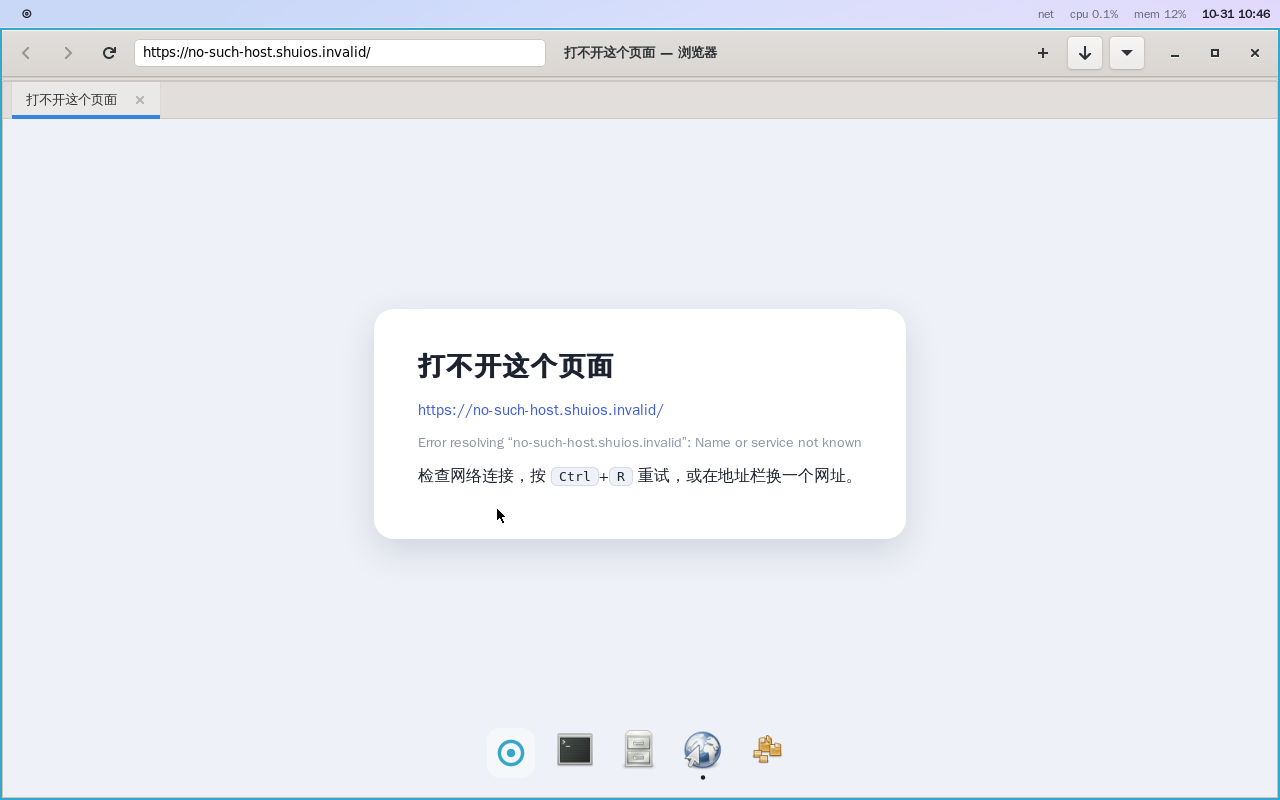 net cpu 0.1% mem 12% 10-31 10:46
https://no-such-host.shuios.invalid/ 打不开这个页面 — 浏览器
打不开这个页面
打不开这个页面
https://no-such-host.shuios.invalid/
Error resolving “no-such-host.shuios.invalid”: Name or service not known
检查网络连接，按 Ctrl+R 重试，或在地址栏换一个网址。